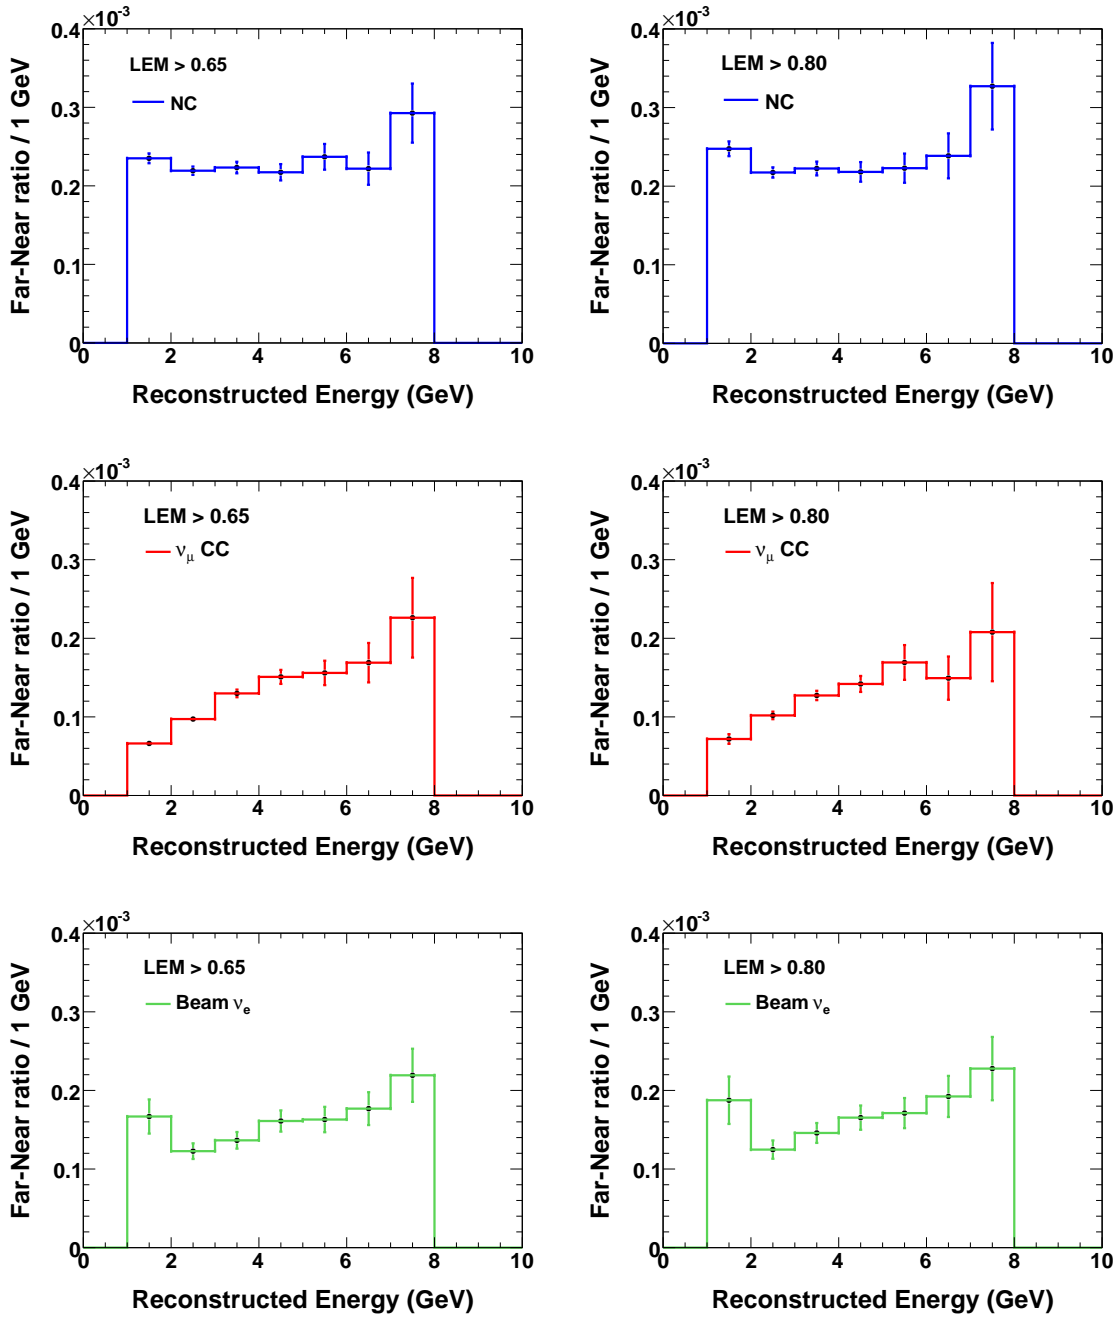 ×10⁻³
0.4
0.3
0.2
0.1
0
Far-Near ratio / 1 GeV
LEM > 0.65
NC
0 2 4 6 8 10
Reconstructed Energy (GeV)
×10⁻³
0.4
0.3
0.2
0.1
0
Far-Near ratio / 1 GeV
LEM > 0.80
NC
0 2 4 6 8 10
Reconstructed Energy (GeV)
×10⁻³
0.4
0.3
0.2
0.1
0
Far-Near ratio / 1 GeV
LEM > 0.65
ν_μ CC
0 2 4 6 8 10
Reconstructed Energy (GeV)
×10⁻³
0.4
0.3
0.2
0.1
0
Far-Near ratio / 1 GeV
LEM > 0.80
ν_μ CC
0 2 4 6 8 10
Reconstructed Energy (GeV)
×10⁻³
0.4
0.3
0.2
0.1
0
Far-Near ratio / 1 GeV
LEM > 0.65
Beam ν_e
0 2 4 6 8 10
Reconstructed Energy (GeV)
×10⁻³
0.4
0.3
0.2
0.1
0
Far-Near ratio / 1 GeV
LEM > 0.80
Beam ν_e
0 2 4 6 8 10
Reconstructed Energy (GeV)